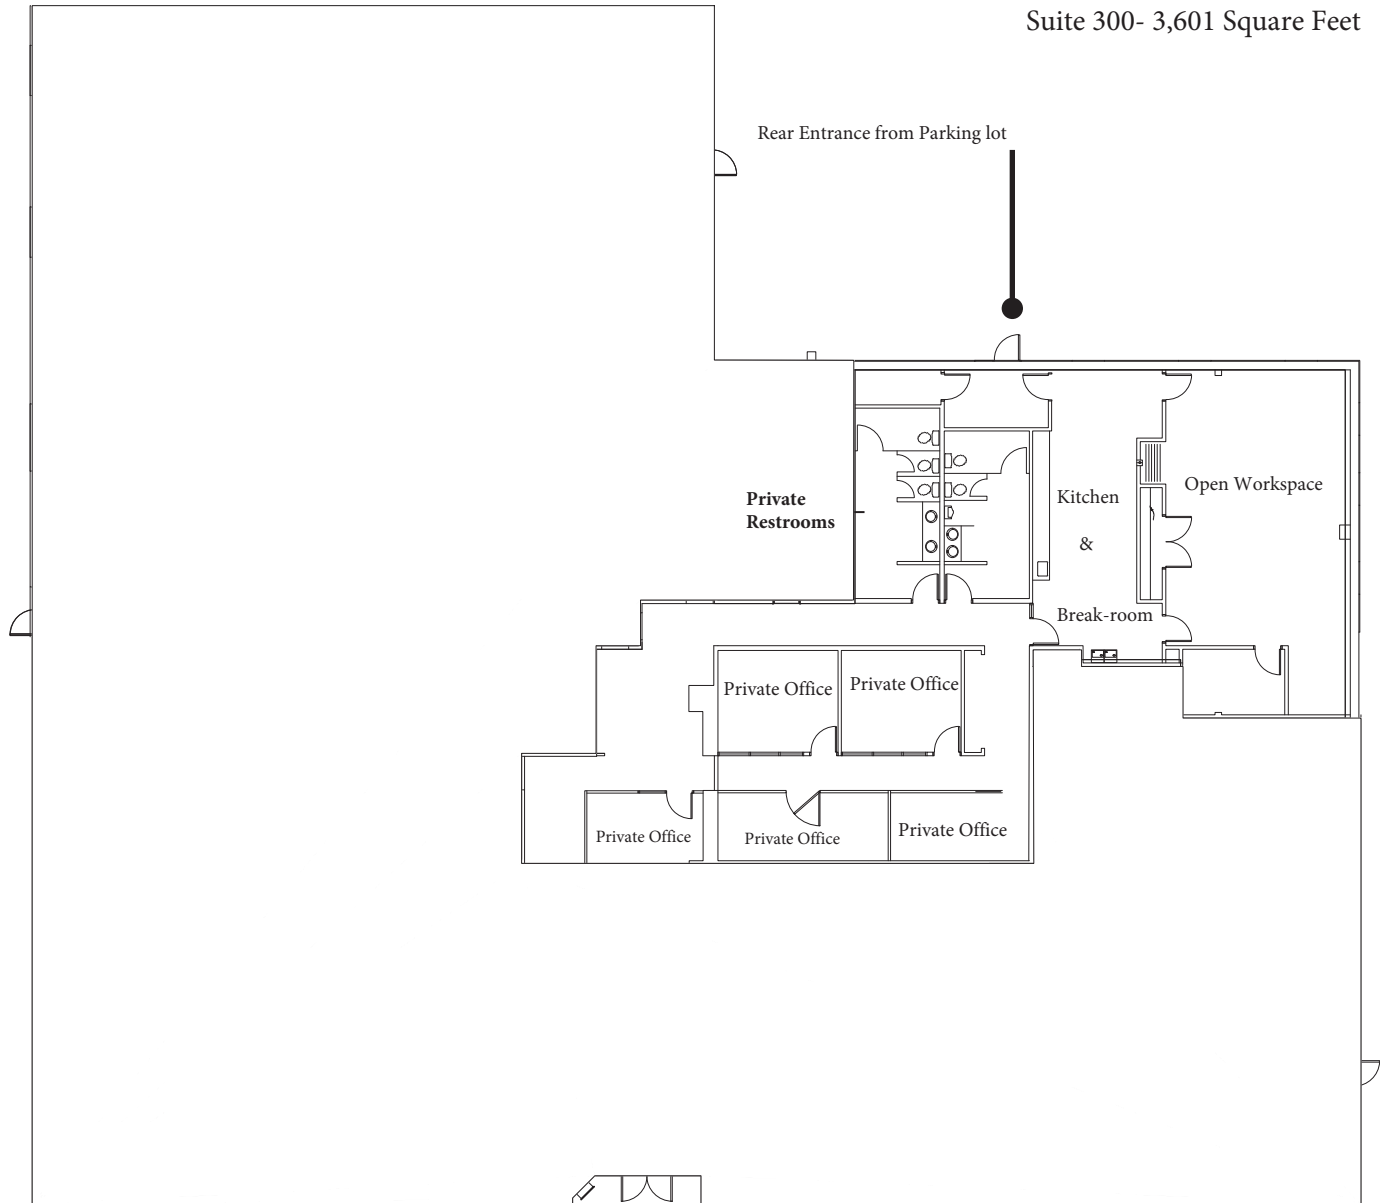 Suite 300- 3,601 Square Feet
Rear Entrance from Parking lot
Private
Restrooms
Kitchen
&
Break-room
Open Workspace
Private Office
Private Office
Private Office
Private Office
Private Office